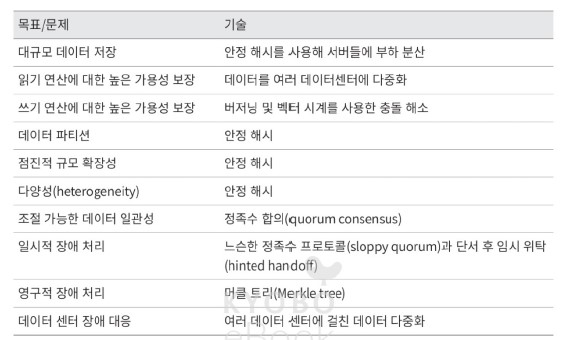 목표/문제 기술
대규모 데이터 저장 안정 해시를 사용해 서버들에 부하 분산
읽기 연산에 대한 높은 가용성 보장 데이터를 여러 데이터센터에 다중화
쓰기 연산에 대한 높은 가용성 보장 버저닝 및 벡터 시계를 사용한 충돌 해소
데이터 파티션 안정 해시
점진적 규모 확장성 안정 해시
다양성(heterogeneity) 안정 해시
조절 가능한 데이터 일관성 정족수 합의(quorum consensus)
일시적 장애 처리 느슨한 정족수 프로토콜(sloppy quorum)과 단서 후 임시 위탁
(hinted handoff)
영구적 장애 처리 머클 트리(Merkle tree)
데이터 센터 장애 대응 여러 데이터 센터에 걸친 데이터 다중화
KYOBO
eBook